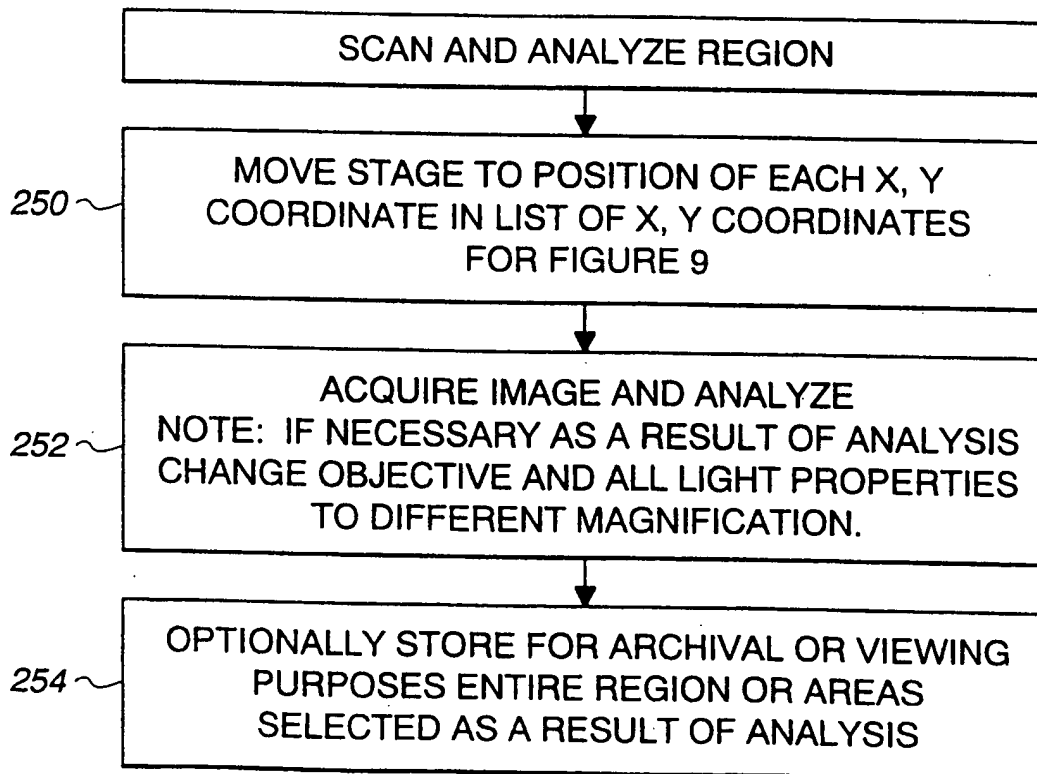 SCAN AND ANALYZE REGION
250
MOVE STAGE TO POSITION OF EACH X, Y
COORDINATE IN LIST OF X, Y COORDINATES
FOR FIGURE 9
252
ACQUIRE IMAGE AND ANALYZE
NOTE: IF NECESSARY AS A RESULT OF ANALYSIS
CHANGE OBJECTIVE AND ALL LIGHT PROPERTIES
TO DIFFERENT MAGNIFICATION.
254
OPTIONALLY STORE FOR ARCHIVAL OR VIEWING
PURPOSES ENTIRE REGION OR AREAS
SELECTED AS A RESULT OF ANALYSIS